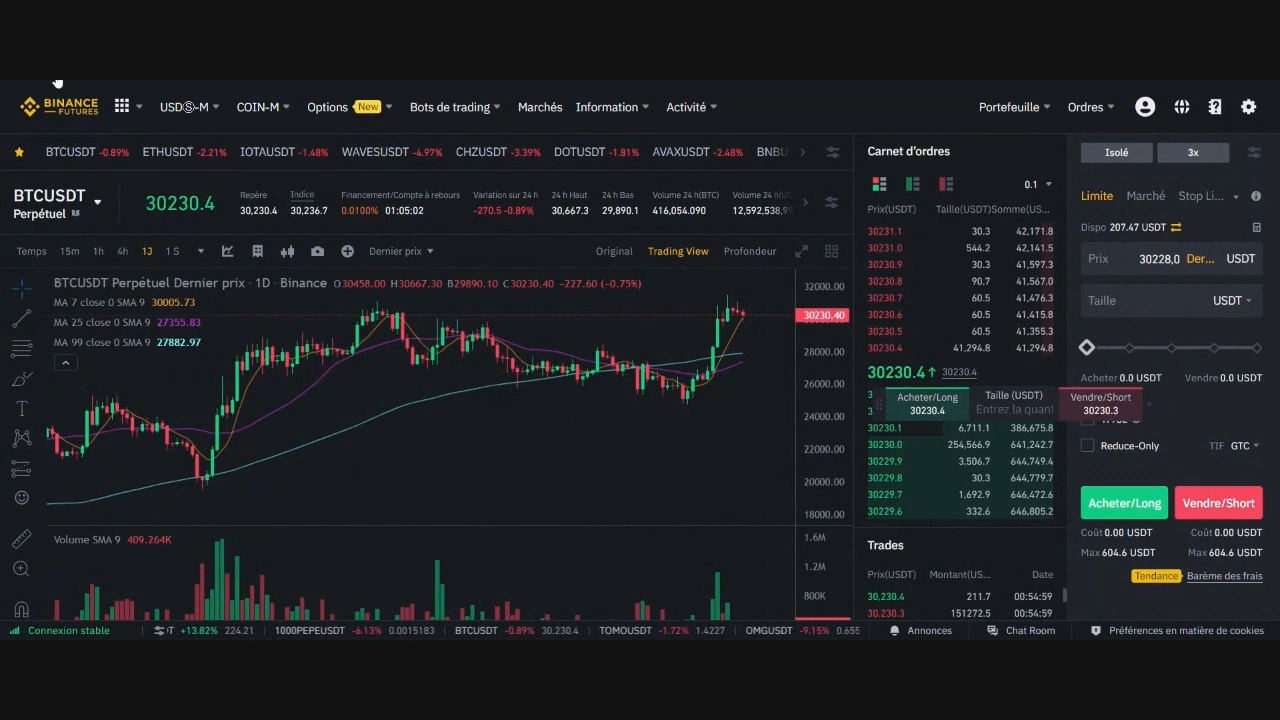 BINANCE
FUTURES
USDⓈ-M
COIN-M
Options New
Bots de trading
Marchés
Information
Activité
Portefeuille
Ordres
BTCUSDT -0.89% ETHUSDT -2.21% IOTAUSDT -1.48% WAVESUSDT -4.97% CHZUSDT -3.39% DOTUSDT -1.81% AVAXUSDT -2.48% BNBU
BTCUSDT
Perpétuel
30230.4
Repère
30,230.4
Indice
30,236.7
Financement/Compte à rebours
0.0100% 01:05:02
Variation sur 24 h
-270.5 -0.89%
24 h Haut
30,667.3
24 h Bas
29,890.1
Volume 24 h(BTC)
416,054.090
Volume 24 h(US
12,592,538,99
Temps 15m 1h 4h 1J 1 S
Dernier prix
Original Trading View Profondeur
BTCUSDT Perpétuel Dernier prix · 1D · Binance O30458.00 H30667.30 B29890.10 C30230.40 -227.60 (-0.75%)
MA 7 close 0 SMA 9 30005.73
MA 25 close 0 SMA 9 27355.83
MA 99 close 0 SMA 9 27882.97
32000.00
30230.40
28000.00
26000.00
24000.00
22000.00
20000.00
18000.00
Volume SMA 9 409.264K
1.6M
1.2M
800K
Carnet d'ordres
0.1
Prix(USDT) Taille(USDT) Somme(US...
30231.1 30.3 42,171.8
30231.0 544.2 42,141.5
30230.9 30.3 41,597.3
30230.8 90.7 41,567.0
30230.7 60.5 41,476.3
30230.6 60.5 41,415.8
30230.5 60.5 41,355.3
30230.4 41,294.8 41,294.8
30230.4↑ 30230.4
Acheter/Long
30230.4
Taille (USDT)
Entrez la quant
Vendre/Short
30230.3
30230.1 6,711.1 386,675.8
30230.0 254,566.9 641,242.7
30229.9 3,506.7 644,749.4
30229.8 30.3 644,779.7
30229.7 1,692.9 646,472.6
30229.6 332.6 646,805.2
Trades
Prix(USDT) Montant(US... Date
30,230.4 211.7 00:54:59
30,230.3 151272.5 00:54:59
Isolé 3x
Limite Marché Stop Li...
Dispo 207.47 USDT
Prix 30228,0 Der... USDT
Taille USDT
Acheter 0.0 USDT Vendre 0.0 USDT
Reduce-Only TIF GTC
Acheter/Long Vendre/Short
Coût 0.00 USDT Coût 0.00 USDT
Max 604.6 USDT Max 604.6 USDT
Tendance Barème des frais
Connexion stable
+13.82% 224.21 1000PEPEUSDT -6.13% 0.0015183 BTCUSDT -0.89% 30,230.4 TOMOUSDT -1.72% 1.4227 OMGUSDT -9.15% 0.655
Annonces
Chat Room
Préférences en matière de cookies